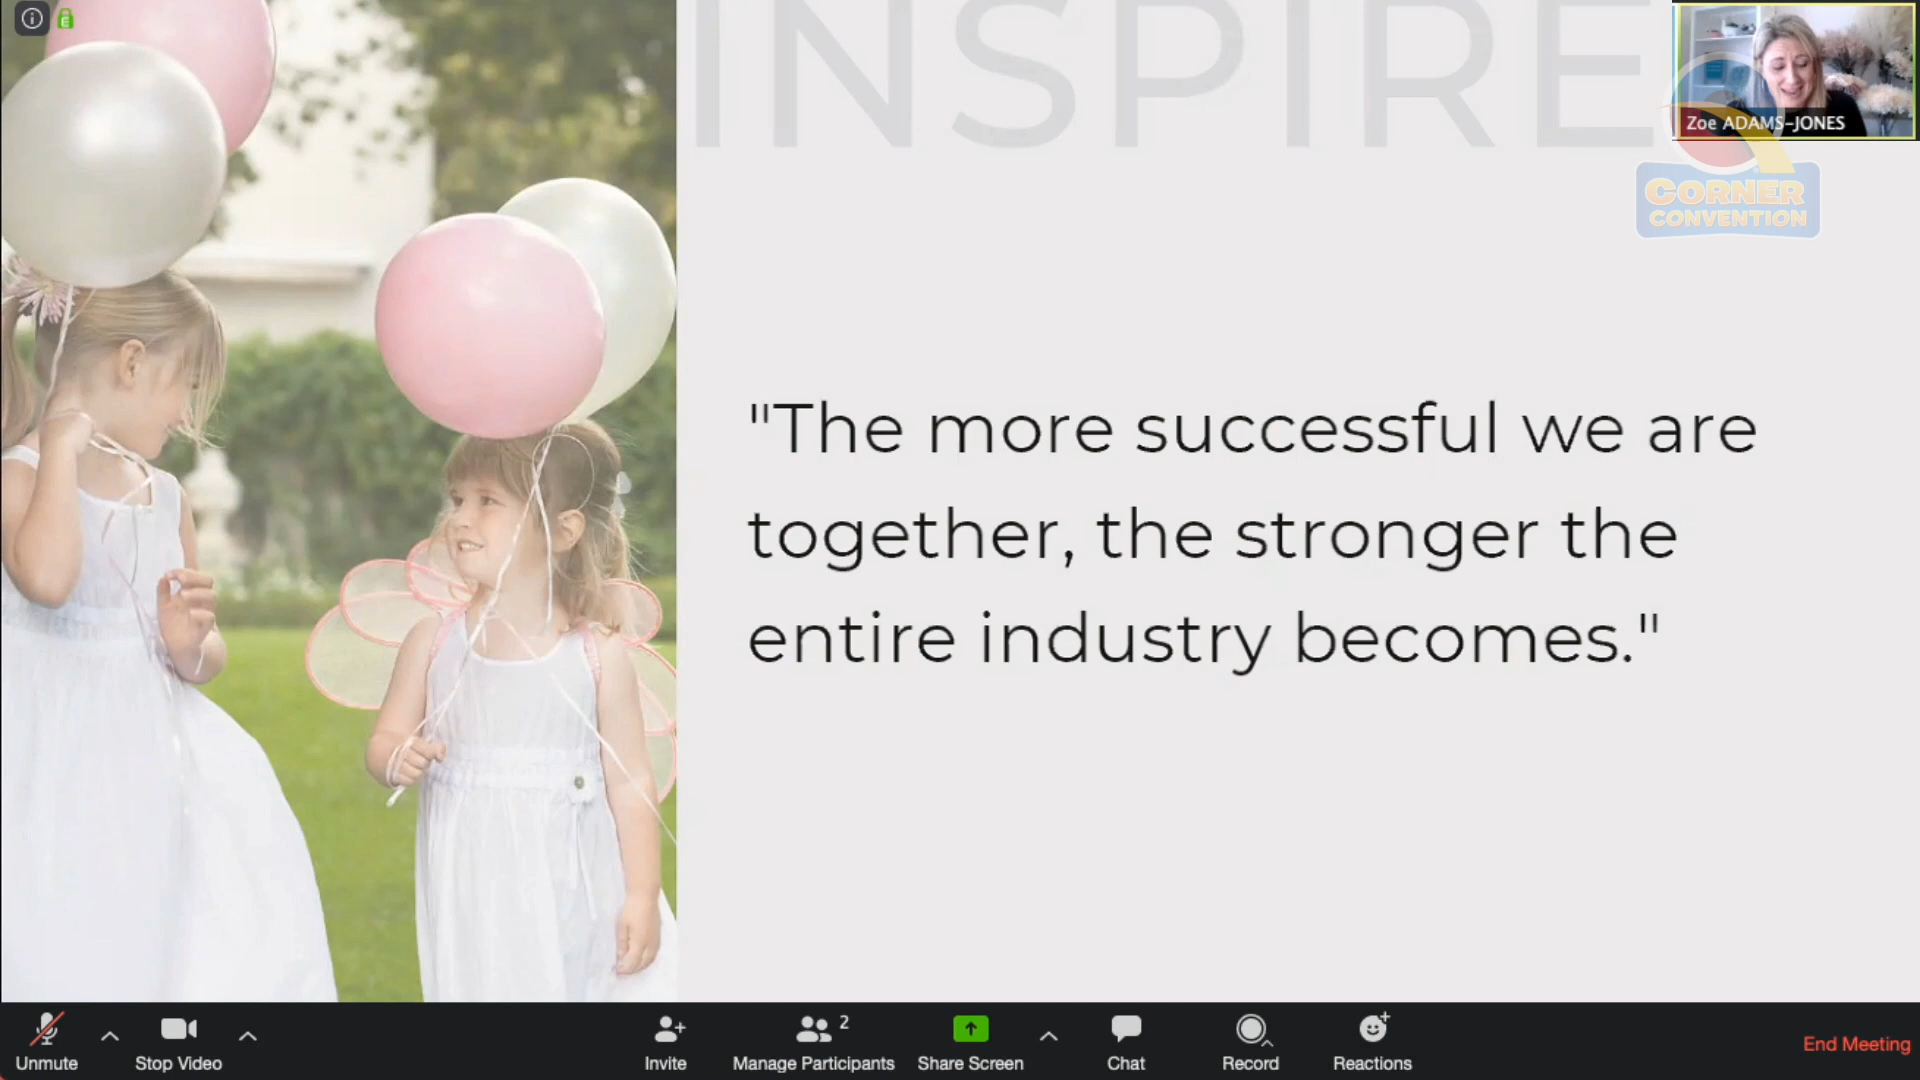 INSPIRE
Zoe ADAMS-JONES
CORNER
CONVENTION
"The more successful we are
together, the stronger the
entire industry becomes."
2
Unmute
Stop Video
Invite
Manage Participants
Share Screen
Chat
Record
Reactions
End Meeting